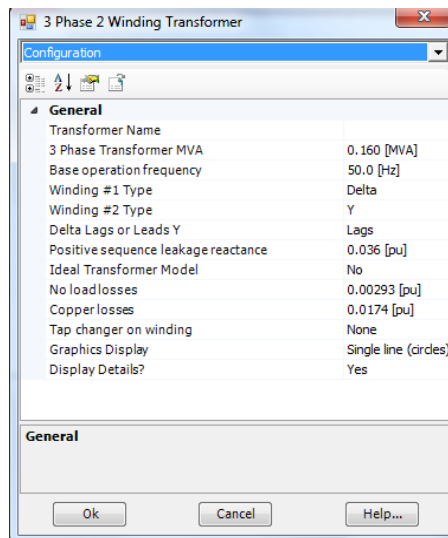 3 Phase 2 Winding Transformer
Configuration
General
Transformer Name
3 Phase Transformer MVA 0.160 [MVA]
Base operation frequency 50.0 [Hz]
Winding #1 Type Delta
Winding #2 Type Y
Delta Lags or Leads Y Lags
Positive sequence leakage reactance 0.036 [pu]
Ideal Transformer Model No
No load losses 0.00293 [pu]
Copper losses 0.0174 [pu]
Tap changer on winding None
Graphics Display Single line (circles)
Display Details? Yes
General
Ok Cancel Help...